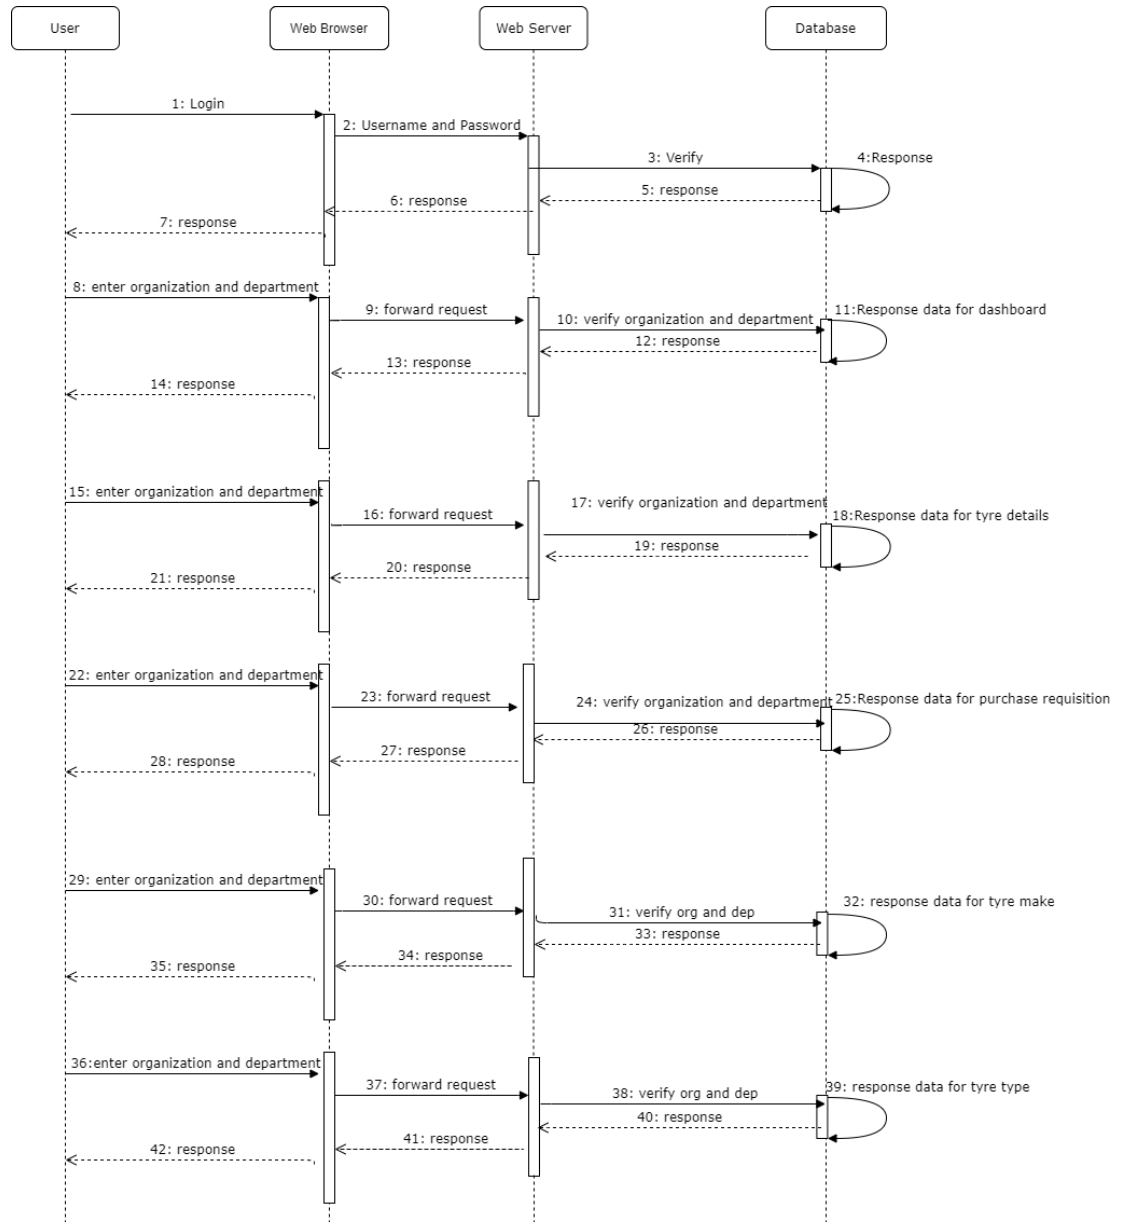 User
Web Browser
Web Server
Database
1: Login
2: Username and Password
3: Verify
4:Response
5: response
6: response
7: response
8: enter organization and department
9: forward request
10: verify organization and department
11:Response data for dashboard
12: response
13: response
14: response
15: enter organization and department
16: forward request
17: verify organization and department
18:Response data for tyre details
19: response
20: response
21: response
22: enter organization and department
23: forward request
24: verify organization and department
25:Response data for purchase requisition
26: response
27: response
28: response
29: enter organization and department
30: forward request
31: verify org and dep
32: response data for tyre make
33: response
34: response
35: response
36:enter organization and department
37: forward request
38: verify org and dep
39: response data for tyre type
40: response
41: response
42: response